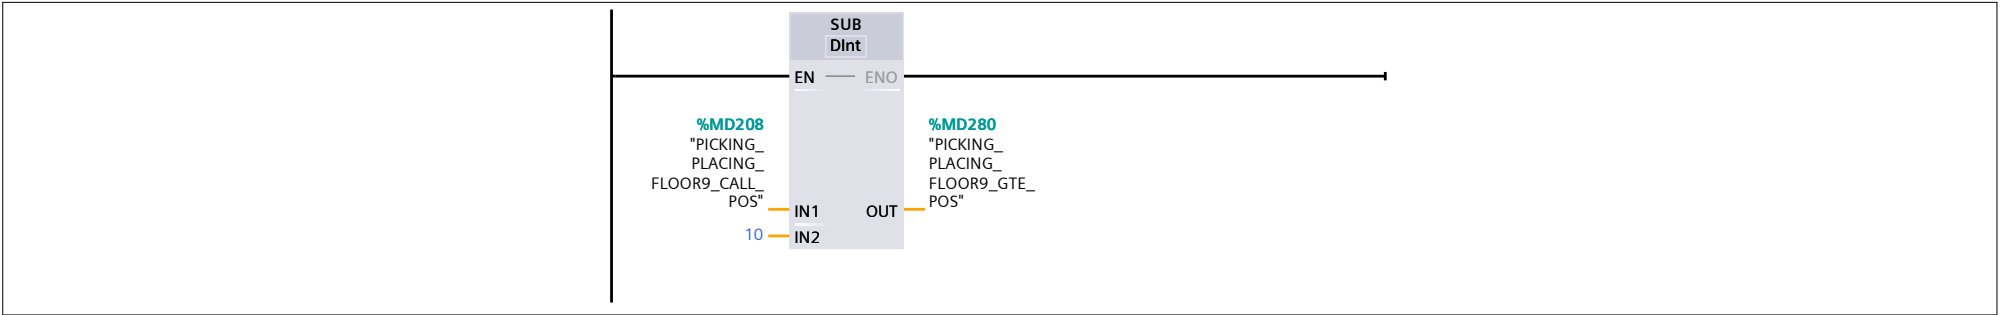 SUB
DInt
EN
ENO
%MD208
"PICKING_
PLACING_
FLOOR9_CALL_
POS"
IN1
10
IN2
%MD280
"PICKING_
PLACING_
FLOOR9_GTE_
POS"
OUT